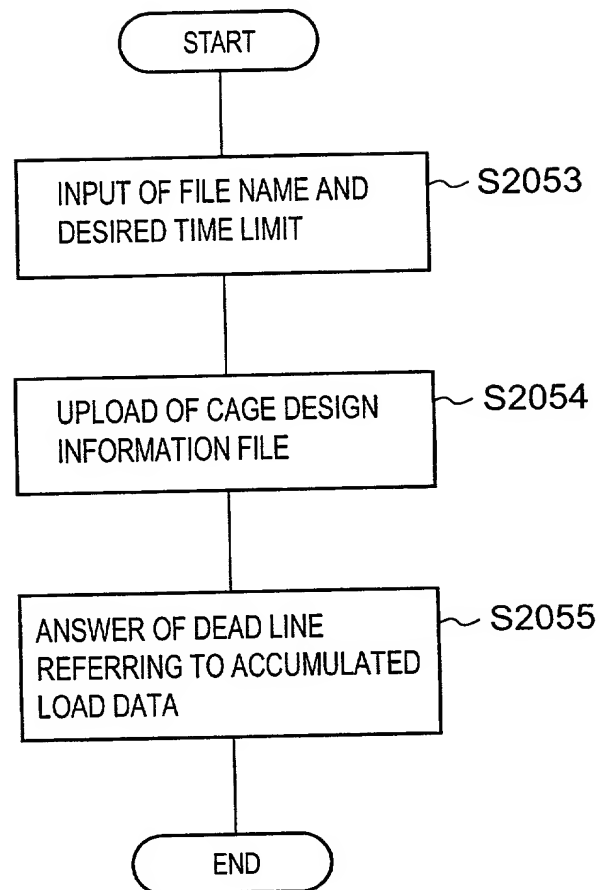 START
INPUT OF FILE NAME AND
DESIRED TIME LIMIT
S2053
UPLOAD OF CAGE DESIGN
INFORMATION FILE
S2054
ANSWER OF DEAD LINE
REFERRING TO ACCUMULATED
LOAD DATA
S2055
END